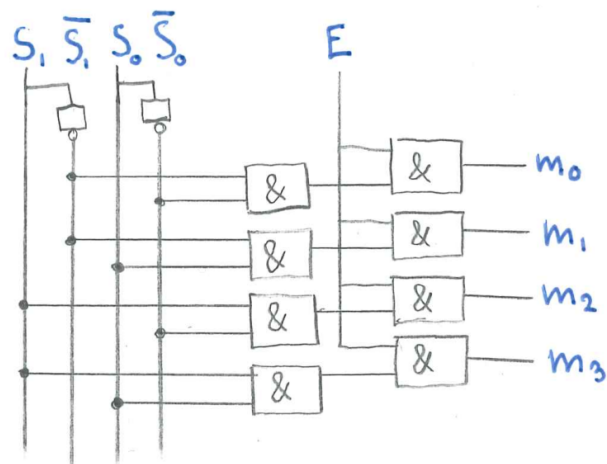 S₁ S̄₁ S₀ S̄₀ E
& & m₀
& & m₁
& & m₂
& & m₃